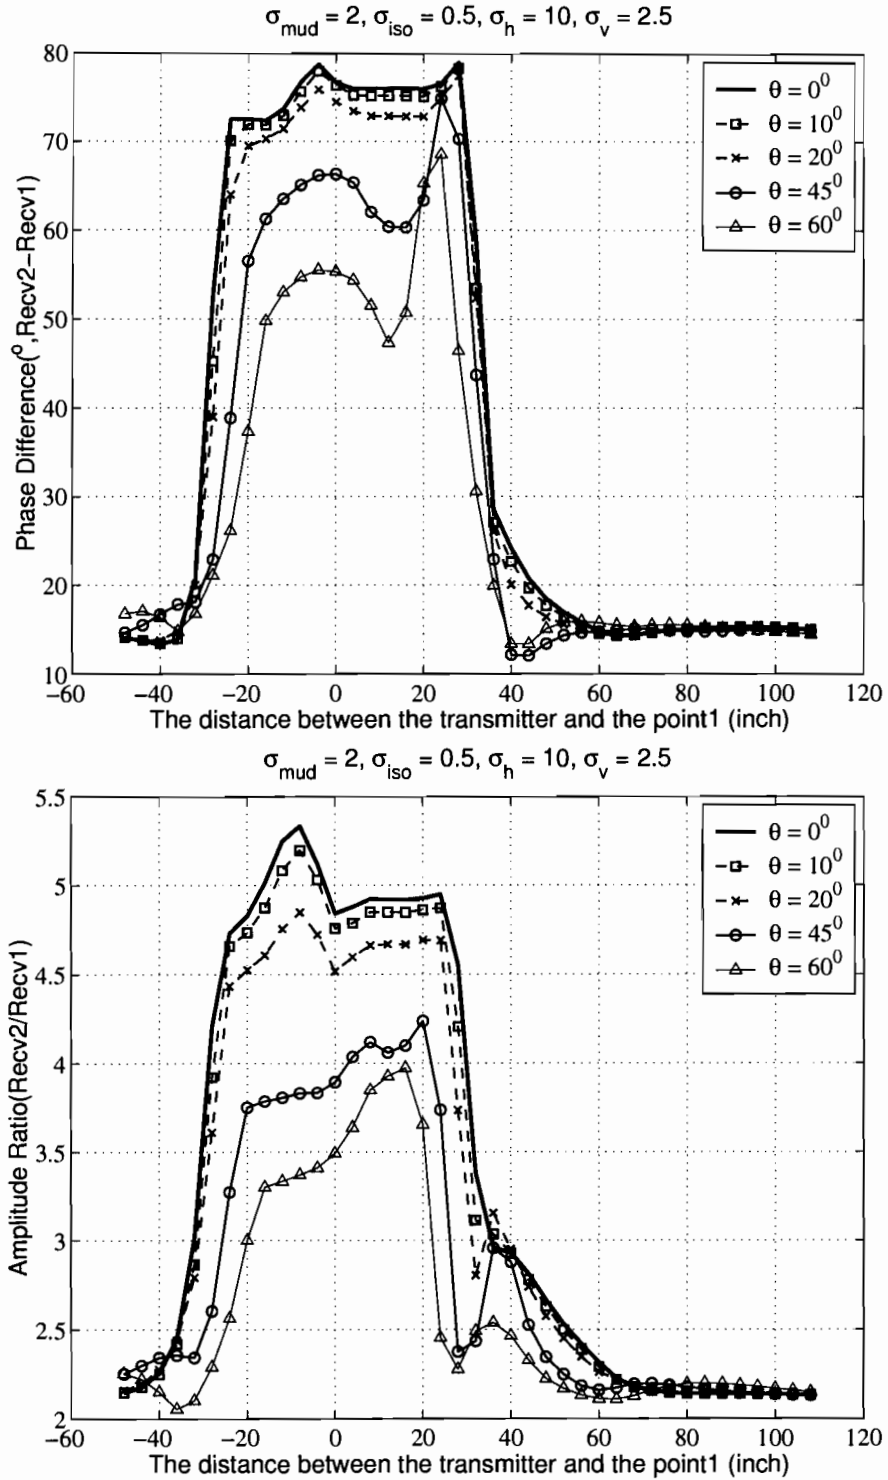 σmud = 2, σiso = 0.5, σh = 10, σv = 2.5
80
70
60
50
40
30
20
10
Phase Difference(°,Recv2−Recv1)
θ = 0⁰
θ = 10⁰
θ = 20⁰
θ = 45⁰
θ = 60⁰
−60 −40 −20 0 20 40 60 80 100 120
The distance between the transmitter and the point1 (inch)
σmud = 2, σiso = 0.5, σh = 10, σv = 2.5
5.5
5
4.5
4
3.5
3
2.5
2
Amplitude Ratio(Recv2/Recv1)
θ = 0⁰
θ = 10⁰
θ = 20⁰
θ = 45⁰
θ = 60⁰
−60 −40 −20 0 20 40 60 80 100 120
The distance between the transmitter and the point1 (inch)